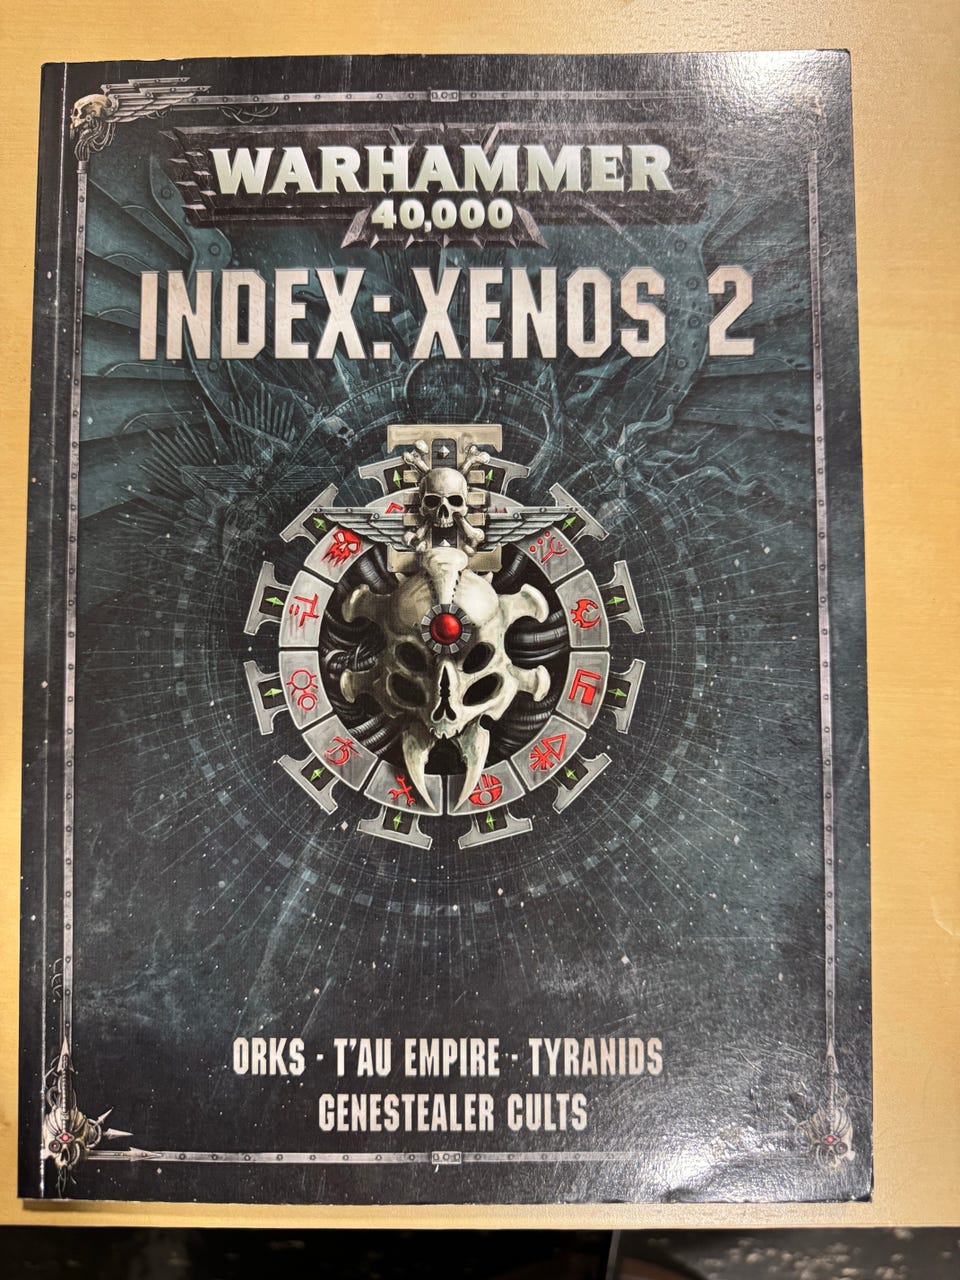 WARHAMMER
40,000
INDEX: XENOS 2
ORKS · T'AU EMPIRE · TYRANIDS
GENESTEALER CULTS